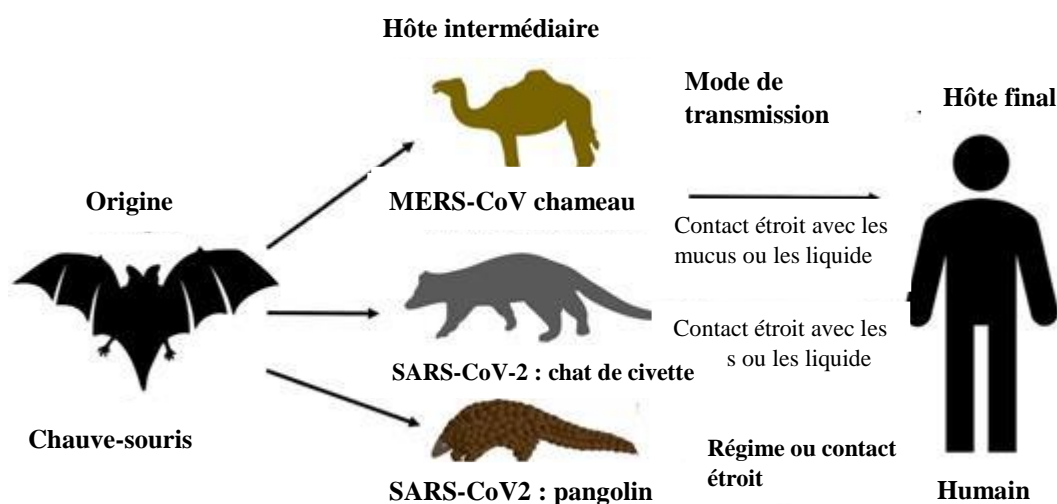 Hôte intermédiaire
Mode de
transmission
Hôte final
Origine
MERS-CoV chameau
Contact étroit avec les
mucus ou les liquide
Contact étroit avec les
s ou les liquide
SARS-CoV-2 : chat de civette
Chauve-souris
Régime ou contact
étroit
SARS-CoV2 : pangolin
Humain